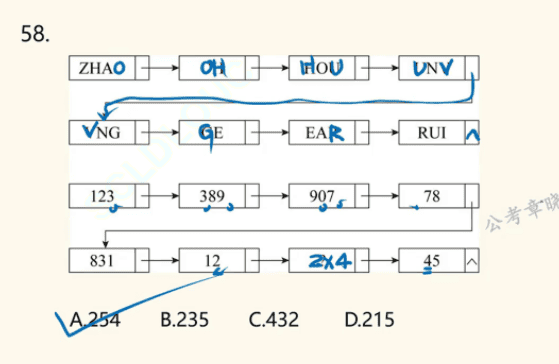 58.
ZHAO OH HOU UNV
VNG GE EAR RUI ^
123 389 907 78
831 12 2x4 45 ^
A.254 B.235 C.432 D.215
公考章晓